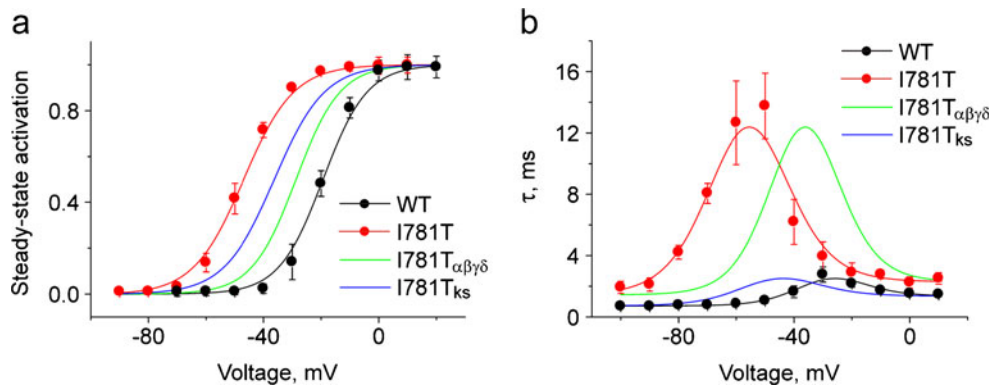 a
Steady-state activation
0.8
0.4
0.0
-80
-40
0
Voltage, mV
WT
I781T
I781Tαβγδ
I781Tks
b
τ, ms
16
12
8
4
0
-80
-40
0
Voltage, mV
WT
I781T
I781Tαβγδ
I781Tks